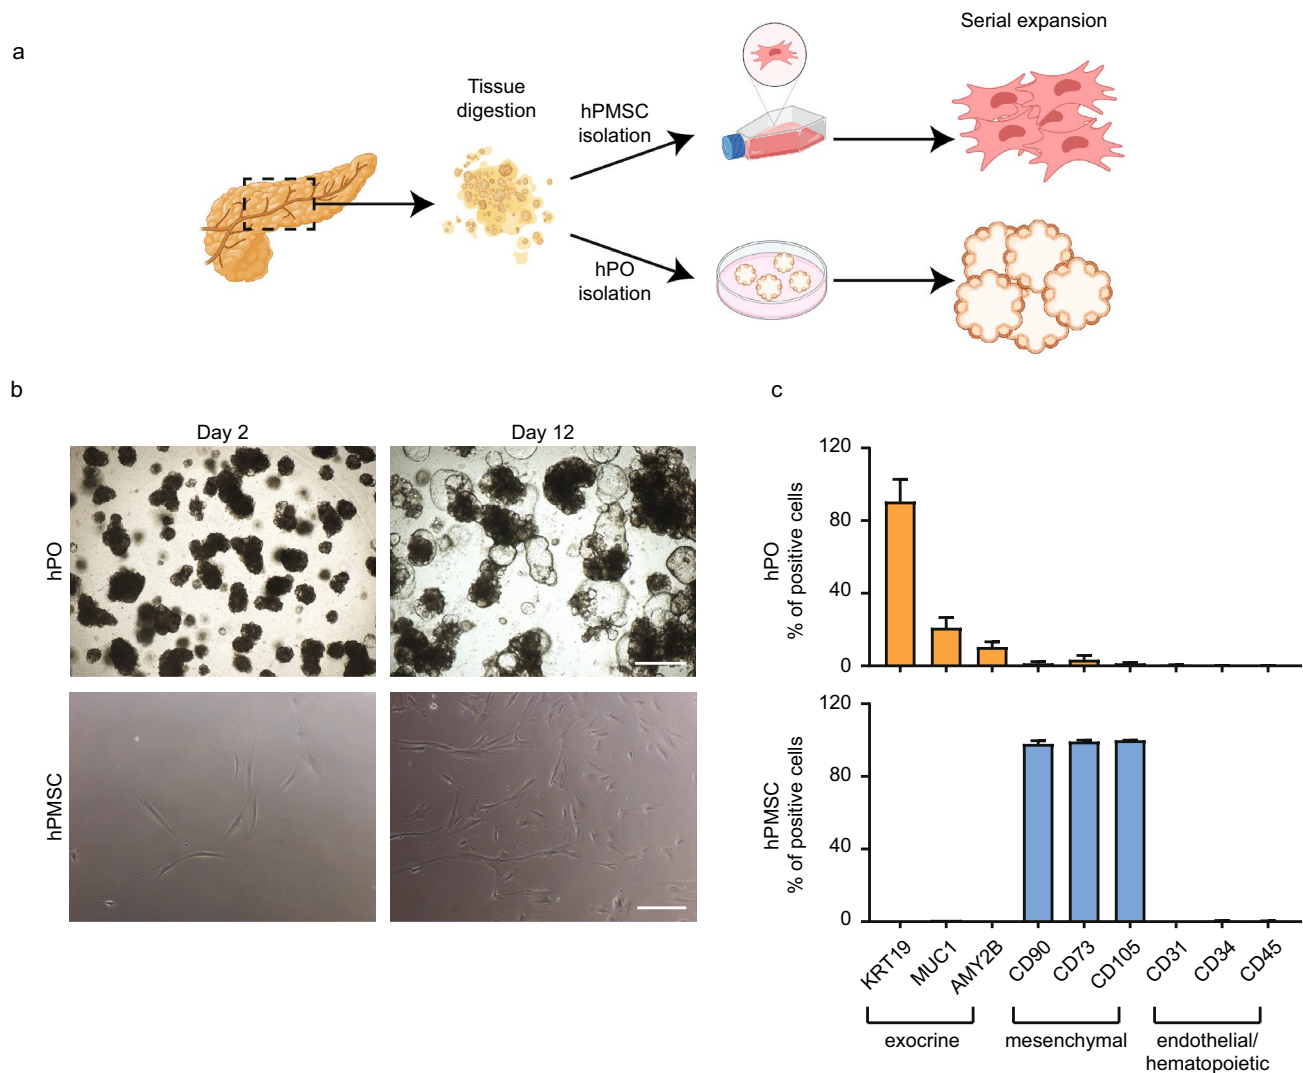 a
Serial expansion
Tissue
digestion
hPMSC
isolation
hPO
isolation
b
Day 2
Day 12
hPO
hPMSC
c
120
80
40
0
hPO
% of positive cells
120
80
40
0
hPMSC
% of positive cells
KRT19
MUC1
AMY2B
CD90
CD73
CD105
CD31
CD34
CD45
exocrine
mesenchymal
endothelial/
hematopoietic